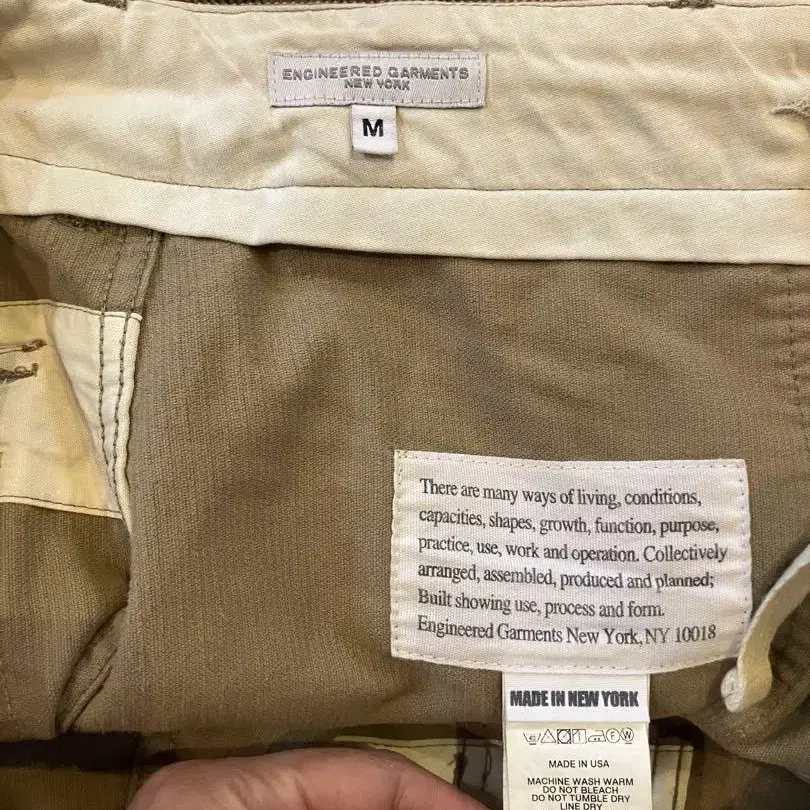 ENGINEERED GARMENTS
NEW YORK
M
There are many ways of living, conditions,
capacities, shapes, growth, function, purpose,
practice, use, work and operation. Collectively
arranged, assembled, produced and planned;
Built showing use, process and form.
Engineered Garments New York, NY 10018
MADE IN NEW YORK
MADE IN USA
MACHINE WASH WARM
DO NOT BLEACH
DO NOT TUMBLE DRY
LINE DRY